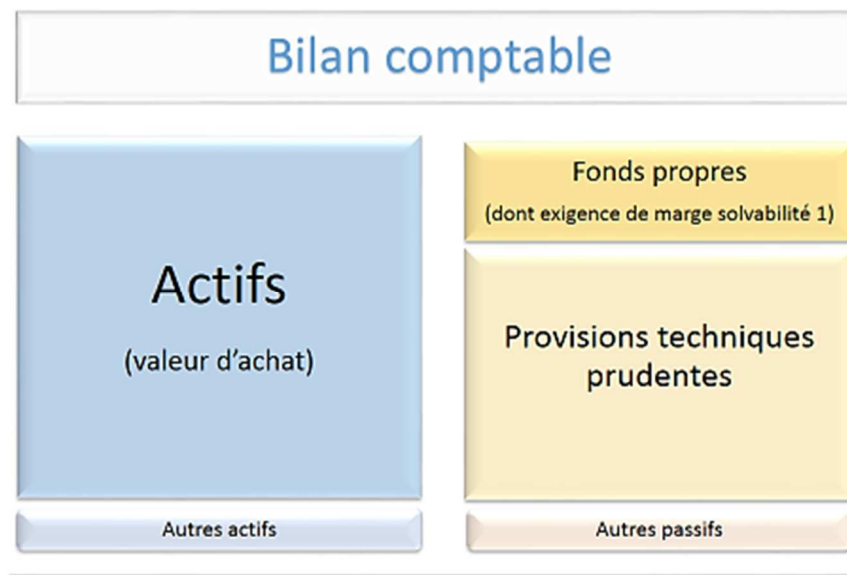 Bilan comptable
Actifs
(valeur d'achat)
Autres actifs
Fonds propres
(dont exigence de marge solvabilité 1)
Provisions techniques
prudentes
Autres passifs